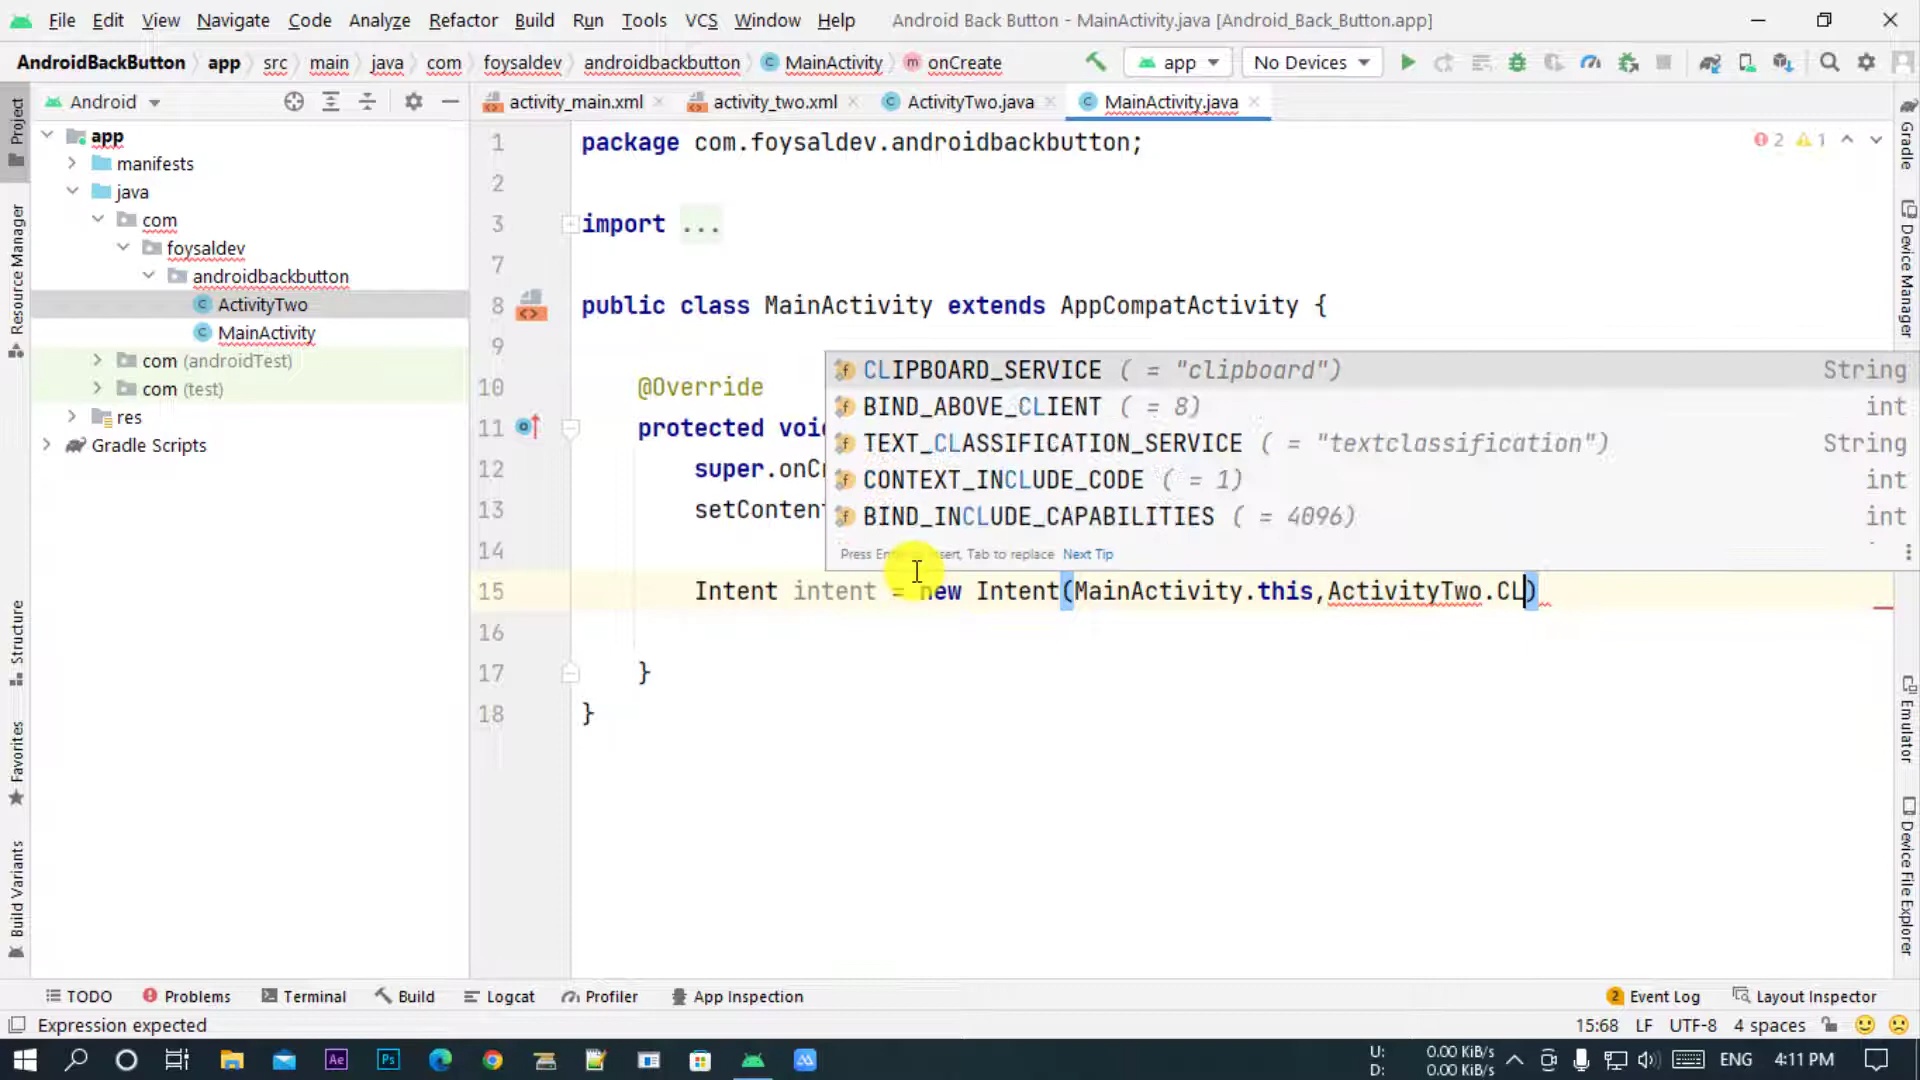 File Edit View Navigate Code Analyze Refactor Build Run Tools VCS Window Help Android Back Button - MainActivity.java [Android_Back_Button.app]
AndroidBackButton app src main java com foysaldev androidbackbutton MainActivity onCreate app No Devices
Android activity_main.xml activity_two.xml ActivityTwo.java MainActivity.java
Project
Resource Manager
Structure
Favorites
Build Variants
app
manifests
java
com
foysaldev
androidbackbutton
ActivityTwo
MainActivity
com (androidTest)
com (test)
res
Gradle Scripts
1 package com.foysaldev.androidbackbutton; 2 1
2
3 import ...
7
8 public class MainActivity extends AppCompatActivity {
9
10 @Override
11 protected voi
12 super.onCr
13 setConten
14
15 Intent intent = new Intent(MainActivity.this,ActivityTwo.CL)
16
17 }
18 }
CLIPBOARD_SERVICE ( = "clipboard") String
BIND_ABOVE_CLIENT ( = 8) int
TEXT_CLASSIFICATION_SERVICE ( = "textclassification") String
CONTEXT_INCLUDE_CODE ( = 1) int
BIND_INCLUDE_CAPABILITIES ( = 4096) int
Press Tab to replace Next Tip
Gradle
Device Manager
Emulator
Device File Explorer
TODO Problems Terminal Build Logcat Profiler App Inspection 2 Event Log Layout Inspector
Expression expected 15:68 LF UTF-8 4 spaces
Ae Ps U: 0.00 KiB/s ENG 4:11 PM
D: 0.00 KiB/s